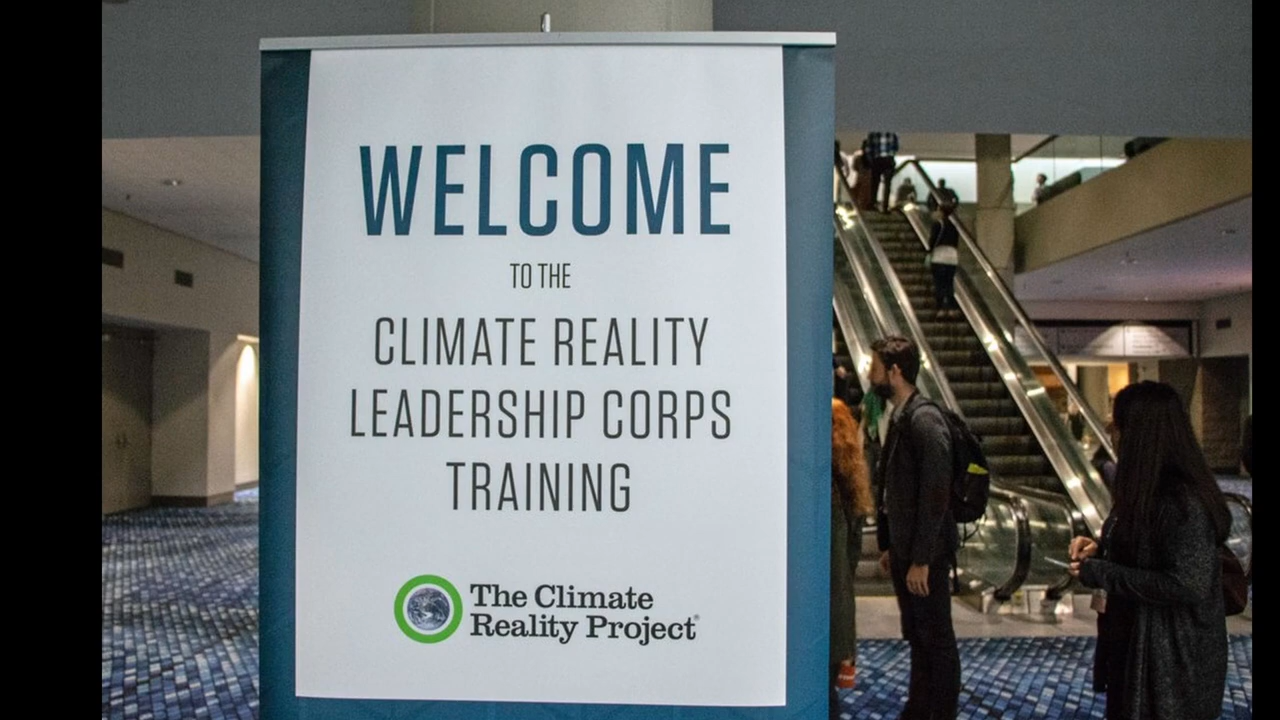 WELCOME
TO THE
CLIMATE REALITY
LEADERSHIP CORPS
TRAINING
The Climate
Reality Project®